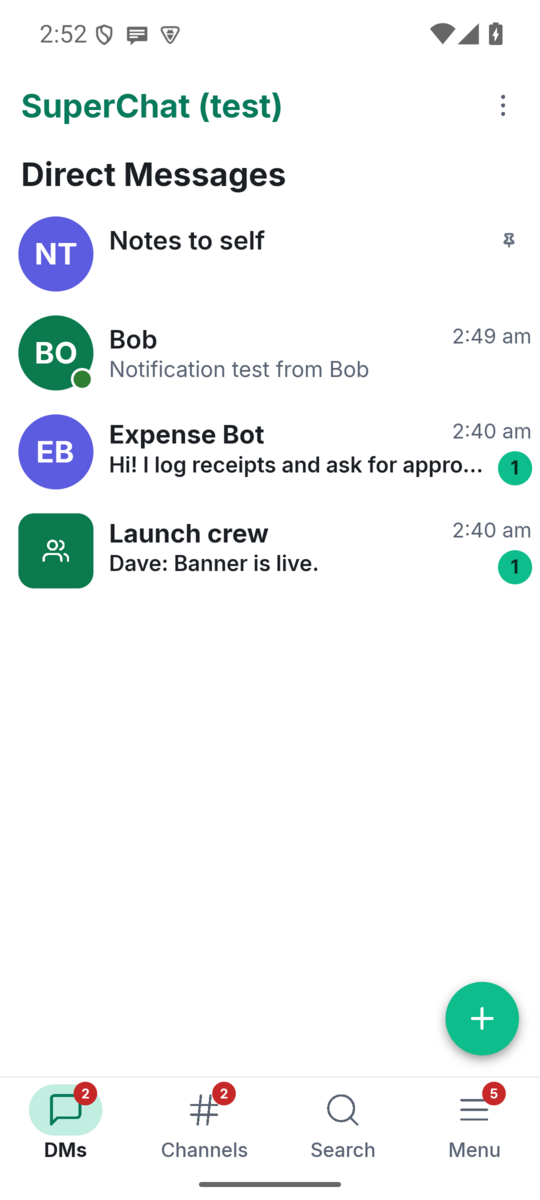 2:52
SuperChat (test)
Direct Messages
NT
Notes to self
BO
Bob
2:49 am
Notification test from Bob
EB
Expense Bot
2:40 am
Hi! I log receipts and ask for appro...
1
Launch crew
2:40 am
Dave: Banner is live.
1
2
2
5
DMs
Channels
Search
Menu